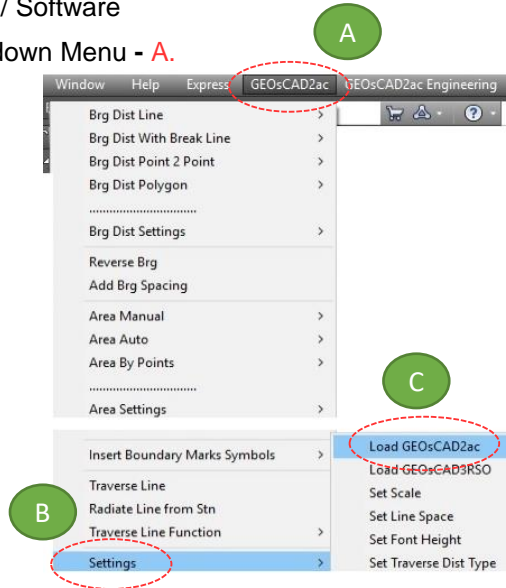 / Software
down Menu - A.
A
Window Help Express GEOsCAD2ac GEOsCAD2ac Engineering
Brg Dist Line >
Brg Dist With Break Line >
Brg Dist Point 2 Point >
Brg Dist Polygon >
................................
Brg Dist Settings >
Reverse Brg
Add Brg Spacing
Area Manual >
Area Auto >
Area By Points >
................................
Area Settings >
C
Insert Boundary Marks Symbols >
Traverse Line
Radiate Line from Stn
Traverse Line Function >
B
Settings >
Load GEOsCAD2ac
Load GEOsCAD3RSO
Set Scale
Set Line Space
Set Font Height
Set Traverse Dist Type